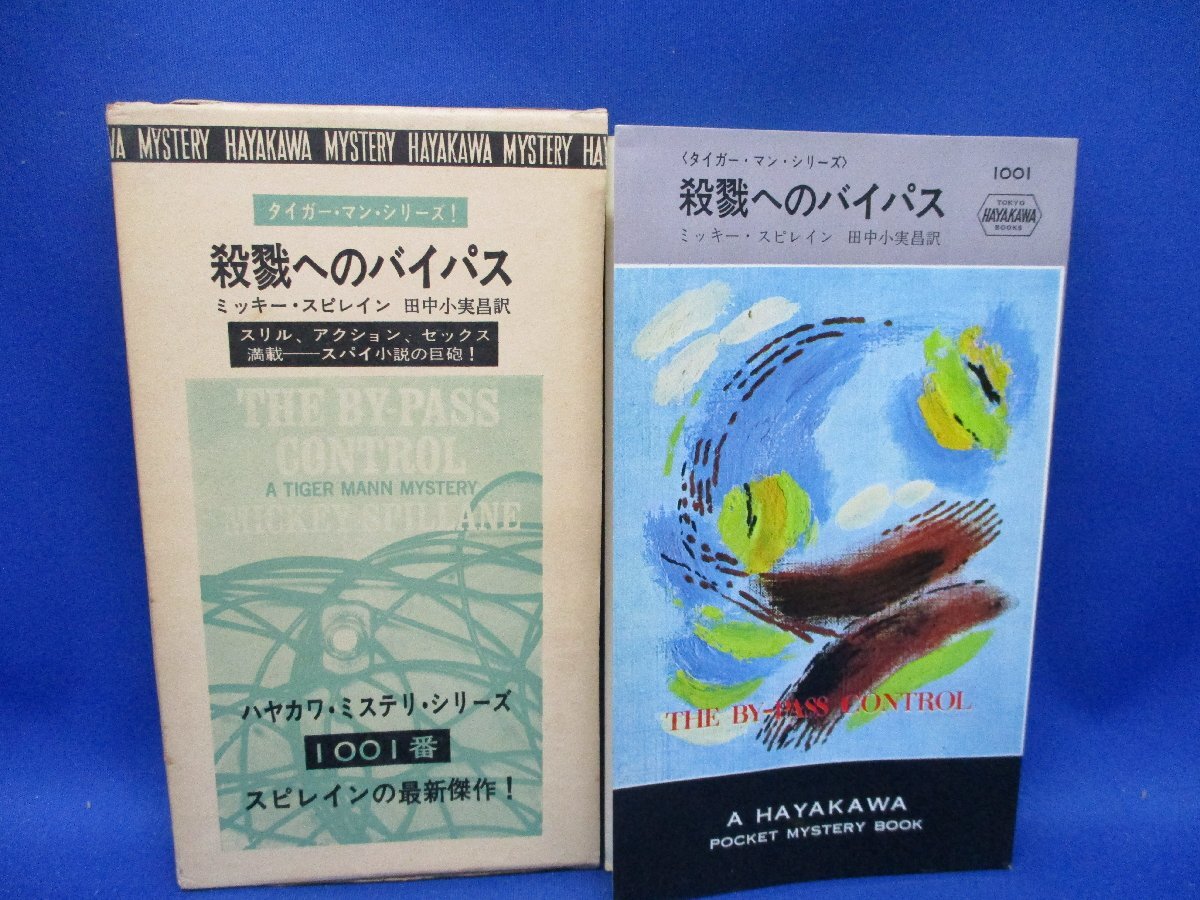 MYSTERY HAYAKAWA MYSTERY HAYAKAWA MYSTERY
タイガー・マン・シリーズ!
殺戮へのバイパス
ミッキー・スピレイン 田中小実昌訳
スリル、アクション、セックス
満載――スパイ小説の巨砲!
THE BY-PASS
CONTROL
A TIGER MANN MYSTERY
MICKEY SPILLANE
ハヤカワ・ミステリ・シリーズ
1001番
スピレインの最新傑作!
〈タイガー・マン・シリーズ〉
殺戮へのバイパス
ミッキー・スピレイン 田中小実昌訳
1001
TOKYO
HAYAKAWA
BOOKS
THE BY-PASS CONTROL
A HAYAKAWA
POCKET MYSTERY BOOK